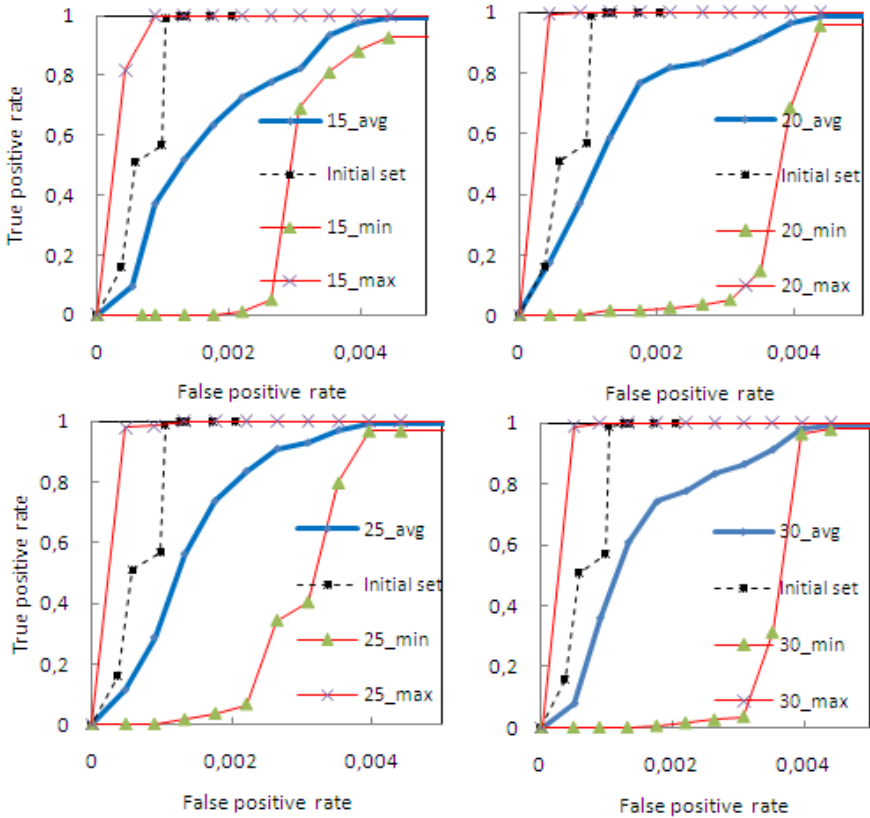 True positive rate
1
0,8
0,6
0,4
0,2
0
0
0,002
0,004
False positive rate
15_avg
Initial set
15_min
15_max
1
0,8
0,6
0,4
0,2
0
0
0,002
0,004
False positive rate
20_avg
Initial set
20_min
20_max
True positive rate
1
0,8
0,6
0,4
0,2
0
0
0,002
0,004
False positive rate
25_avg
Initial set
25_min
25_max
1
0,8
0,6
0,4
0,2
0
0
0,002
0,004
False positive rate
30_avg
Initial set
30_min
30_max